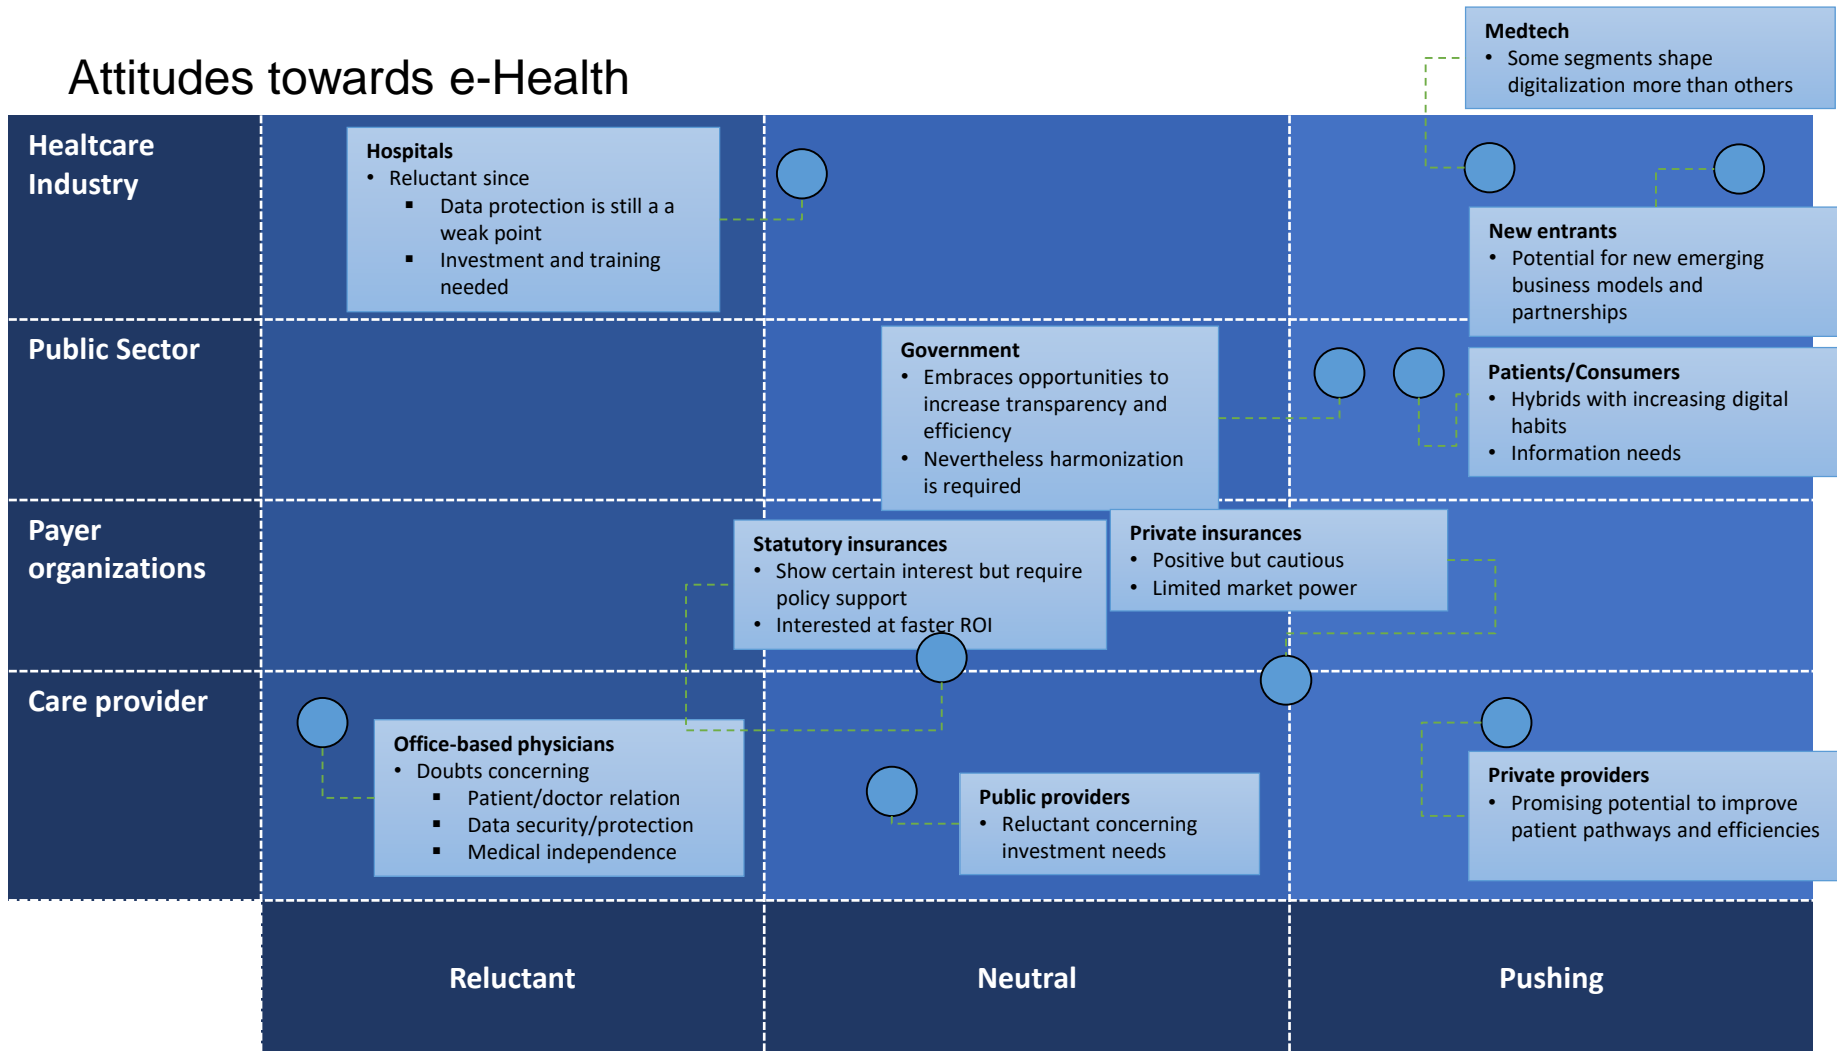 Attitudes towards e-Health
Medtech
• Some segments shape
digitalization more than others
Healtcare
Industry
Hospitals
• Reluctant since
▪ Data protection is still a a
weak point
▪ Investment and training
needed
New entrants
• Potential for new emerging
business models and
partnerships
Public Sector
Government
• Embraces opportunities to
increase transparency and
efficiency
• Nevertheless harmonization
is required
Patients/Consumers
• Hybrids with increasing digital
habits
• Information needs
Payer
organizations
Statutory insurances
• Show certain interest but require
policy support
• Interested at faster ROI
Private insurances
• Positive but cautious
• Limited market power
Care provider
Office-based physicians
• Doubts concerning
▪ Patient/doctor relation
▪ Data security/protection
▪ Medical independence
Public providers
• Reluctant concerning
investment needs
Private providers
• Promising potential to improve
patient pathways and efficiencies
Reluctant
Neutral
Pushing